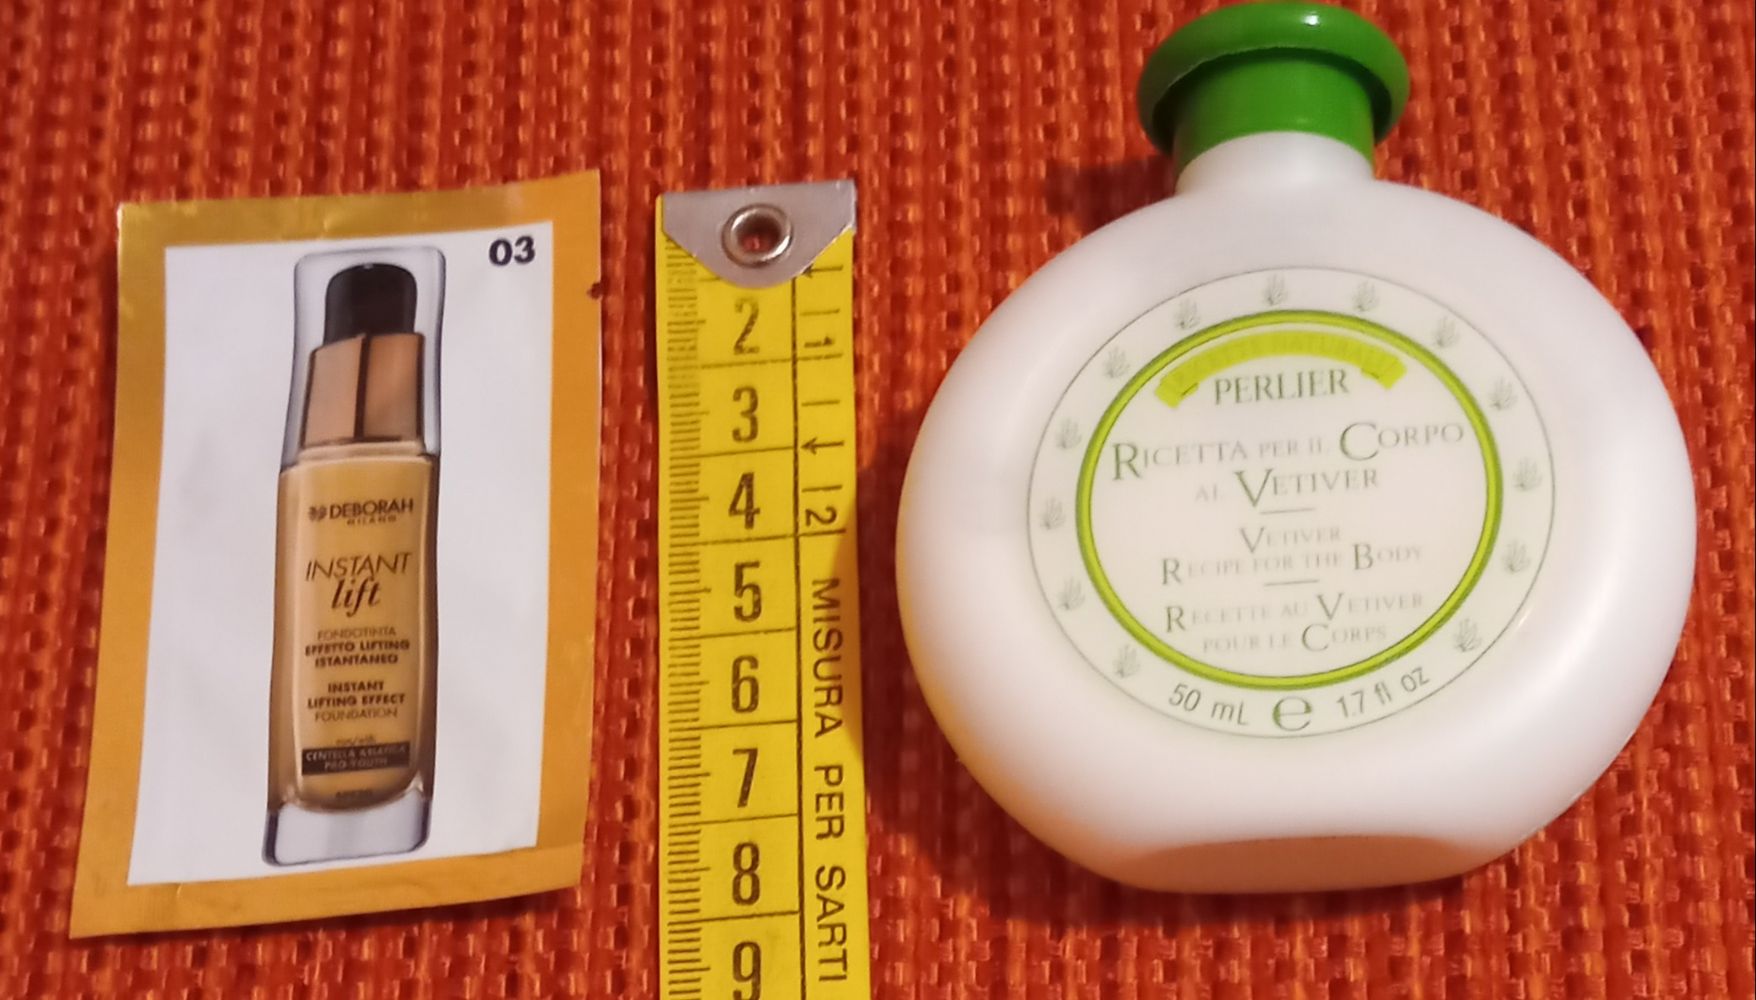 03
DEBORAH
MILANO
INSTANT
lift
FONDOTINTA
EFFETTO LIFTING
ISTANTANEO
INSTANT
LIFTING EFFECT
FOUNDATION
CENTELLA ASIATICA
PRO-YOUTH
2
3
4
5
6
7
8
9
1
2
MISURA PER SARTI
PERLIER
RICETTA PER IL CORPO
AL VETIVER
VETIVER
RECIPE FOR THE BODY
RECETTE AU VETIVER
POUR LE CORPS
50 mL e 1.7 fl oz